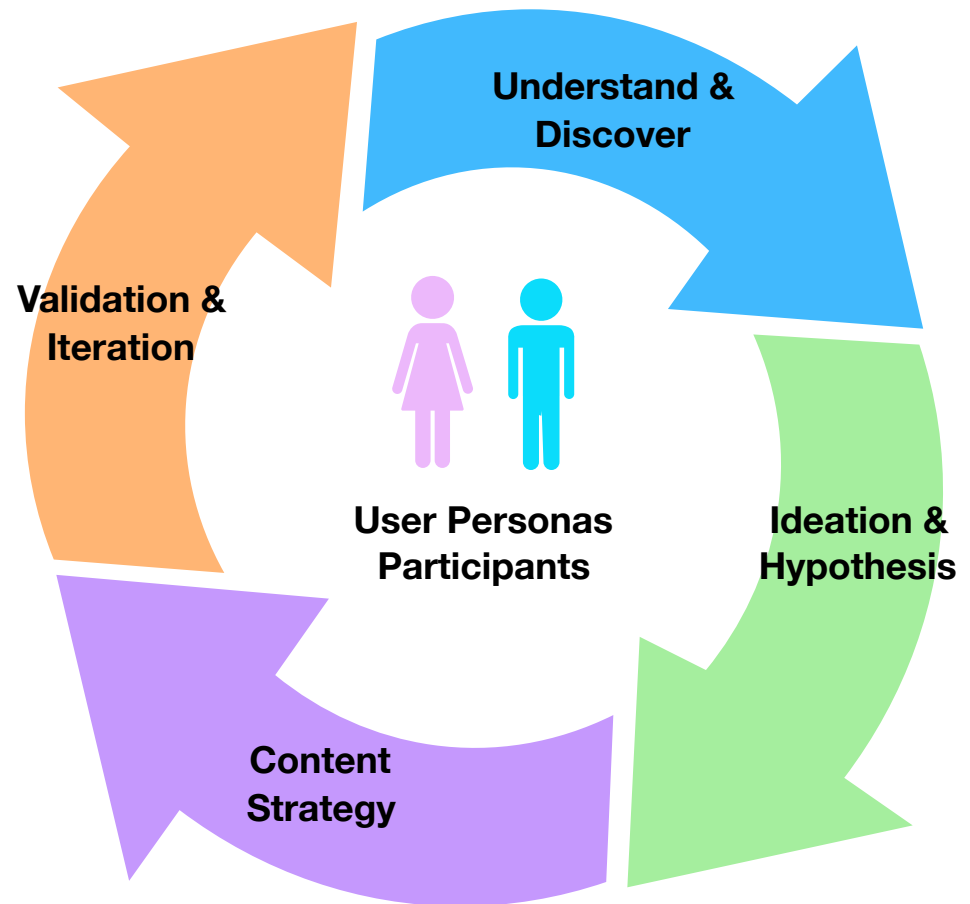 Understand &
Discover
Validation &
Iteration
User Personas
Participants
Ideation &
Hypothesis
Content
Strategy